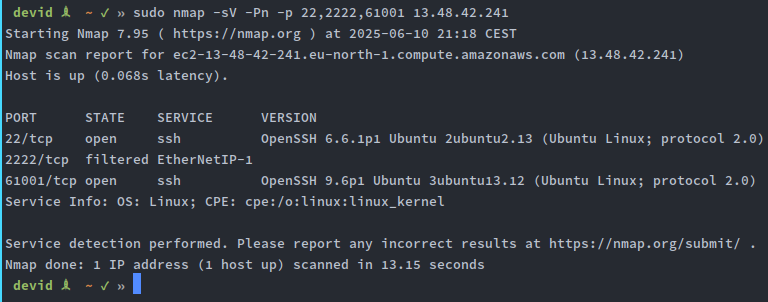 devid ~ ✓ » sudo nmap -sV -Pn -p 22,2222,61001 13.48.42.241
Starting Nmap 7.95 ( https://nmap.org ) at 2025-06-10 21:18 CEST
Nmap scan report for ec2-13-48-42-241.eu-north-1.compute.amazonaws.com (13.48.42.241)
Host is up (0.068s latency).
PORT      STATE    SERVICE      VERSION
22/tcp    open     ssh          OpenSSH 6.6.1p1 Ubuntu 2ubuntu2.13 (Ubuntu Linux; protocol 2.0)
2222/tcp  filtered EtherNetIP-1
61001/tcp open     ssh          OpenSSH 9.6p1 Ubuntu 3ubuntu13.12 (Ubuntu Linux; protocol 2.0)
Service Info: OS: Linux; CPE: cpe:/o:linux:linux_kernel
Service detection performed. Please report any incorrect results at https://nmap.org/submit/ .
Nmap done: 1 IP address (1 host up) scanned in 13.15 seconds
devid ~ ✓ »